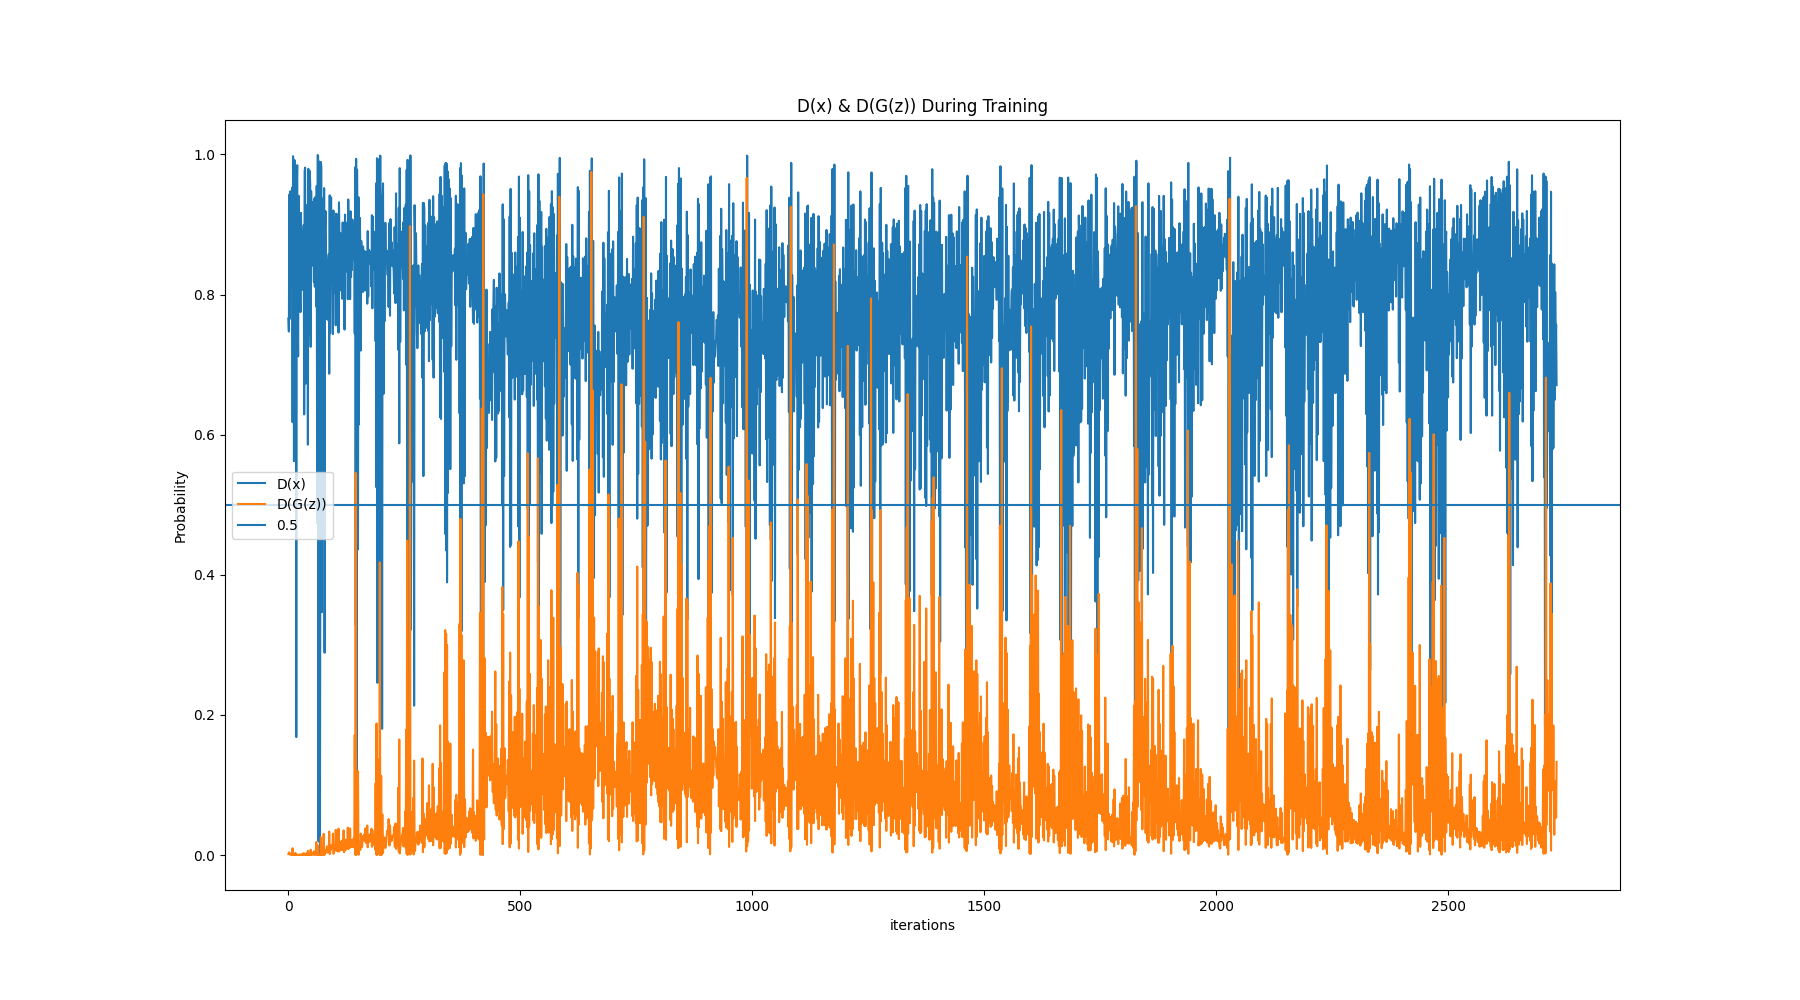 D(x) & D(G(z)) During Training
1.0
0.8
0.6
0.4
0.2
0.0
Probability
D(x)
D(G(z))
0.5
0
500
1000
1500
2000
2500
iterations